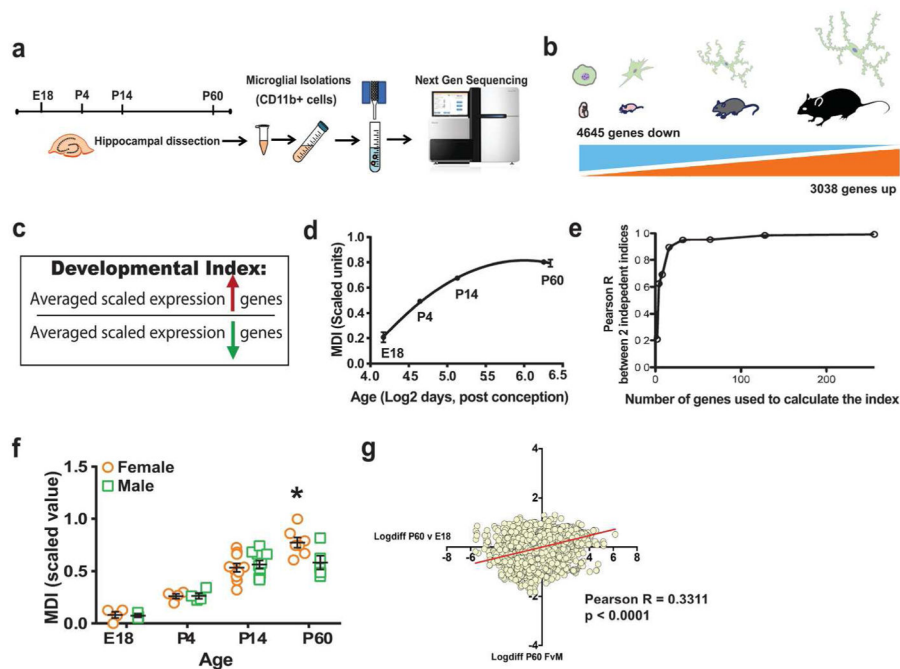 a
E18 P4 P14 P60
Hippocampal dissection
Microglial Isolations
(CD11b+ cells)
Next Gen Sequencing
b
4645 genes down
3038 genes up
c
Developmental Index:
Averaged scaled expression genes
Averaged scaled expression genes
d
MDI (Scaled units)
1.0
0.8
0.6
0.4
0.2
0.0
E18
P4
P14
P60
4.0 4.5 5.0 5.5 6.0 6.5
Age (Log2 days, post conception)
e
Pearson R
between 2 indepedent indices
1 0
0 8
0 6
0 4
0 2
0 0
0 100 200
Number of genes used to calculate the index
f
Female
Male
MDI (scaled value)
1.5
1.0
0.5
0.0
*
E18 P4 P14 P60
Age
g
4
2
Logdiff P60 v E18
-8 -6 4 6 8
-2
-4
Pearson R = 0.3311
p < 0.0001
Logdiff P60 FvM